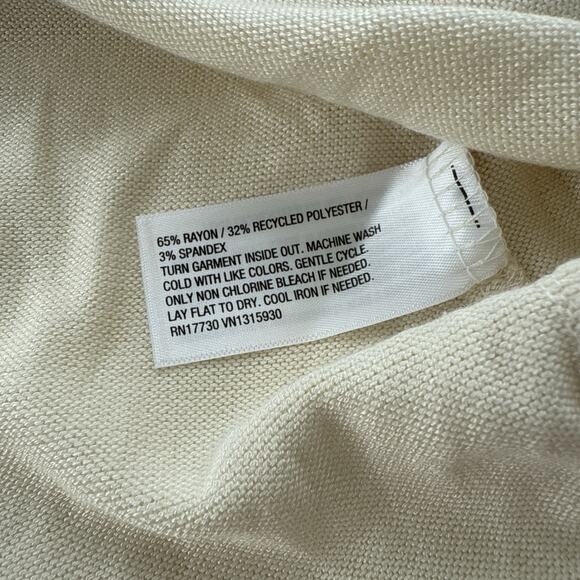 65% RAYON / 32% RECYCLED POLYESTER /
3% SPANDEX
TURN GARMENT INSIDE OUT. MACHINE WASH
COLD WITH LIKE COLORS. GENTLE CYCLE.
ONLY NON CHLORINE BLEACH IF NEEDED.
LAY FLAT TO DRY. COOL IRON IF NEEDED.
RN17730 VN1315930